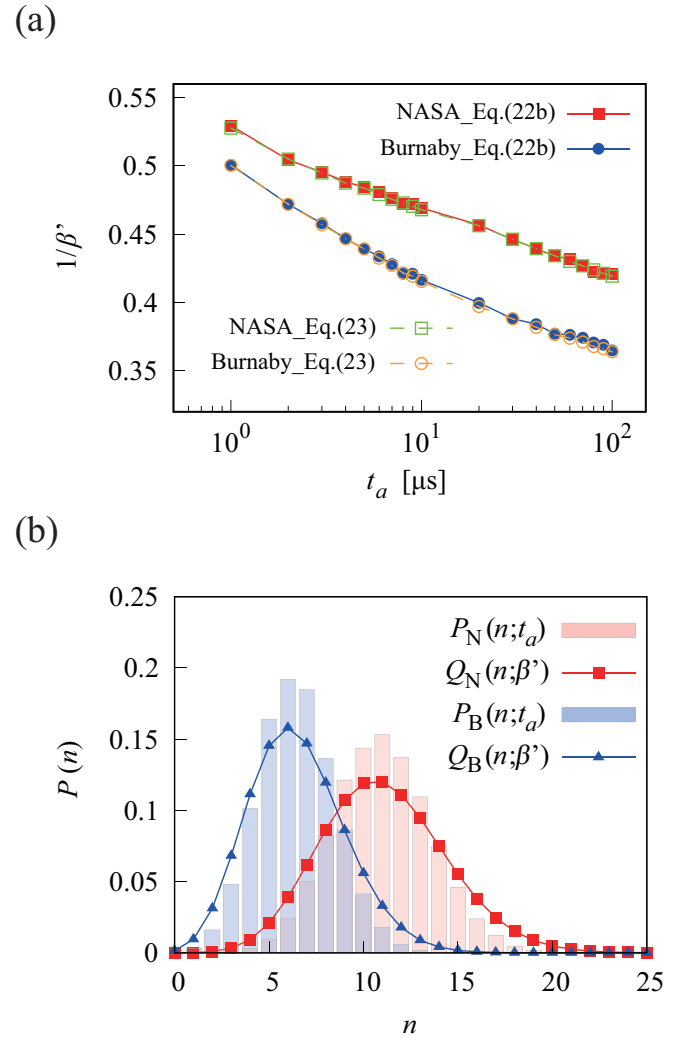 (a)
0.55
0.5
0.45
0.4
0.35
1/β'
NASA_Eq.(22b)
Burnaby_Eq.(22b)
NASA_Eq.(23)
Burnaby_Eq.(23)
10^0 10^1 10^2
t_a [μs]
(b)
0.25
0.2
0.15
0.1
0.05
0
P(n)
P_N(n;t_a)
Q_N(n;β')
P_B(n;t_a)
Q_B(n;β')
0 5 10 15 20 25
n